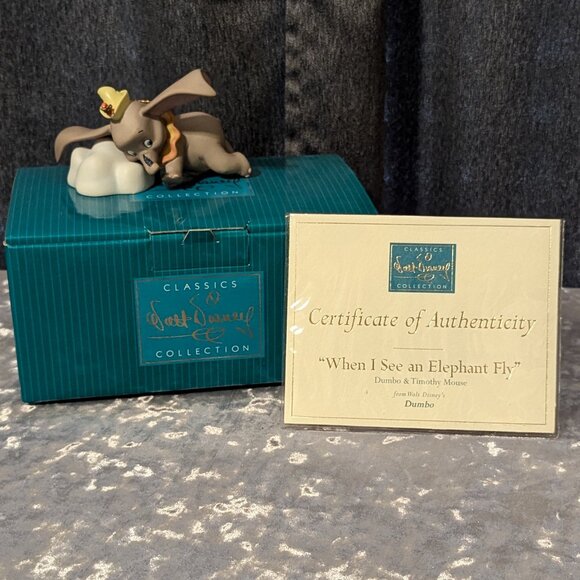 COLLECTION
CLASSICS
Walt Disney
COLLECTION
CLASSICS
Walt Disney
COLLECTION
Certificate of Authenticity
"When I See an Elephant Fly"
Dumbo & Timothy Mouse
from Walt Disney's
Dumbo